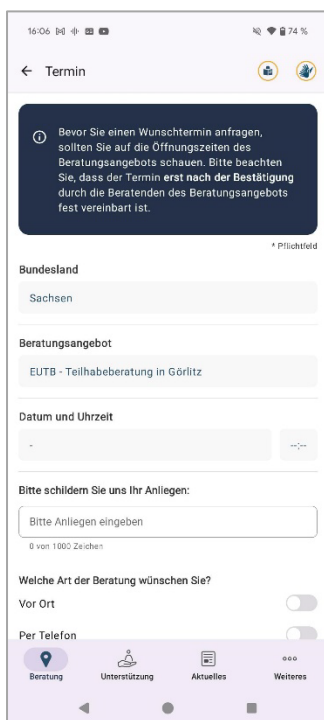 16:06
74 %
Termin
Bevor Sie einen Wunschtermin anfragen,
sollten Sie auf die Öffnungszeiten des
Beratungsangebots schauen. Bitte beachten
Sie, dass der Termin erst nach der Bestätigung
durch die Beratenden des Beratungsangebots
fest vereinbart ist.
* Pflichtfeld
Bundesland
Sachsen
Beratungsangebot
EUTB - Teilhabeberatung in Görlitz
Datum und Uhrzeit
- --:--
Bitte schildern Sie uns Ihr Anliegen:
Bitte Anliegen eingeben
0 von 1000 Zeichen
Welche Art der Beratung wünschen Sie?
Vor Ort
Per Telefon
Beratung Unterstützung Aktuelles Weiteres